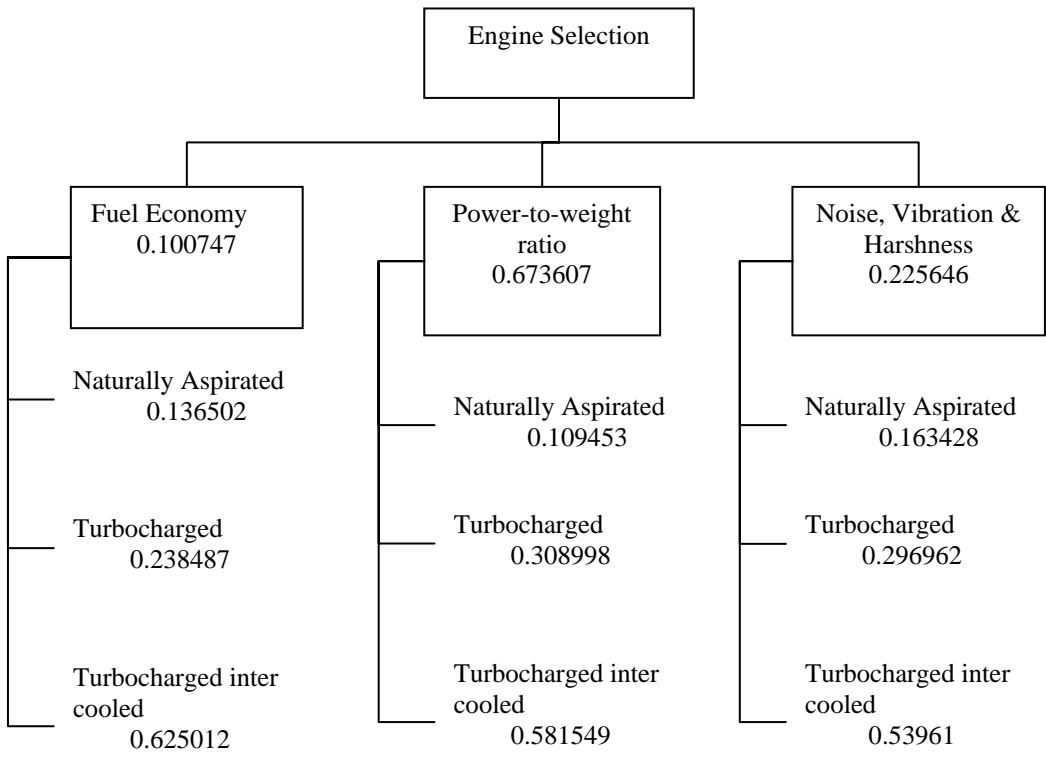 Engine Selection
Fuel Economy
0.100747
Power-to-weight
ratio
0.673607
Noise, Vibration &
Harshness
0.225646
Naturally Aspirated
0.136502
Turbocharged
0.238487
Turbocharged inter
cooled
0.625012
Naturally Aspirated
0.109453
Turbocharged
0.308998
Turbocharged inter
cooled
0.581549
Naturally Aspirated
0.163428
Turbocharged
0.296962
Turbocharged inter
cooled
0.53961